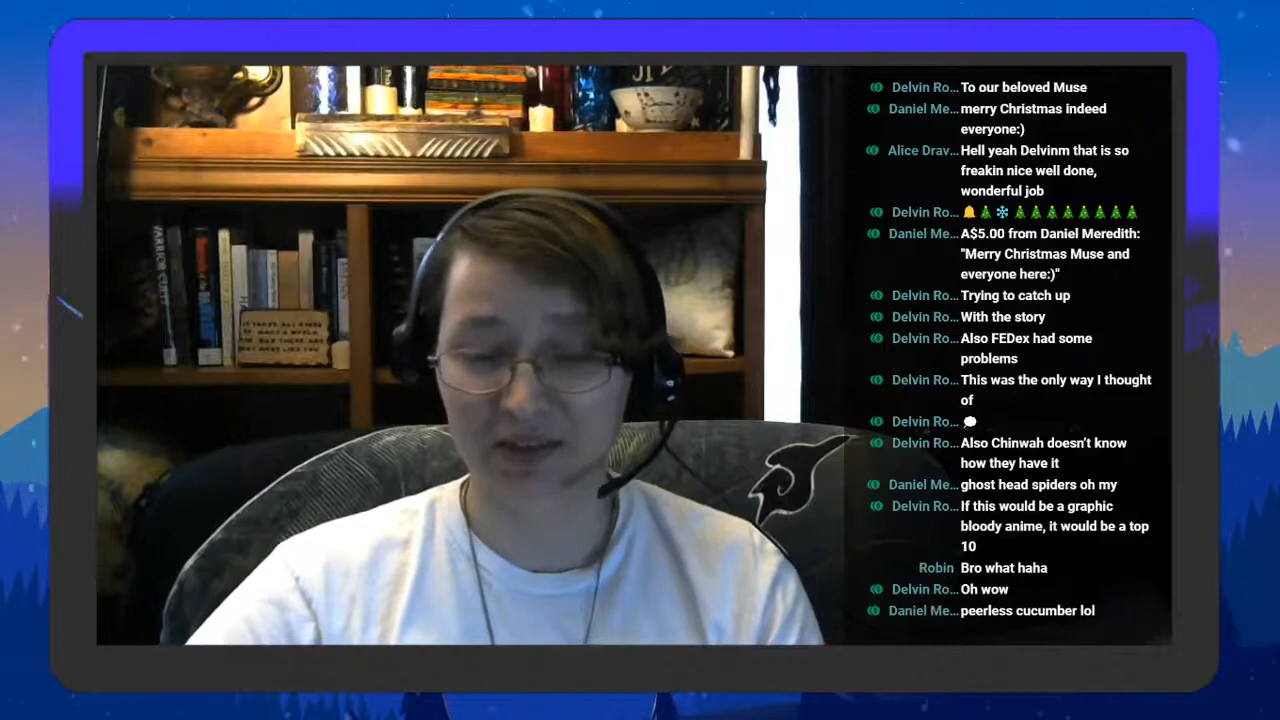 Delvin Ro... To our beloved Muse
Daniel Me... merry Christmas indeed
everyone:)
Alice Drav... Hell yeah Delvinm that is so
freakin nice well done,
wonderful job
Delvin Ro... 🔔🎄❄️🎄🎄🎄🎄🎄🎄🎄🎄
Daniel Me... A$5.00 from Daniel Meredith:
"Merry Christmas Muse and
everyone here:)"
Delvin Ro... Trying to catch up
Delvin Ro... With the story
Delvin Ro... Also FEDex had some
problems
Delvin Ro... This was the only way I thought
of
Delvin Ro... 💭
Delvin Ro... Also Chinwah doesn't know
how they have it
Daniel Me... ghost head spiders oh my
Delvin Ro... If this would be a graphic
bloody anime, it would be a top
10
Robin Bro what haha
Delvin Ro... Oh wow
Daniel Me... peerless cucumber lol
IT TAKES ALL KINDS
TO MAKE A WORLD